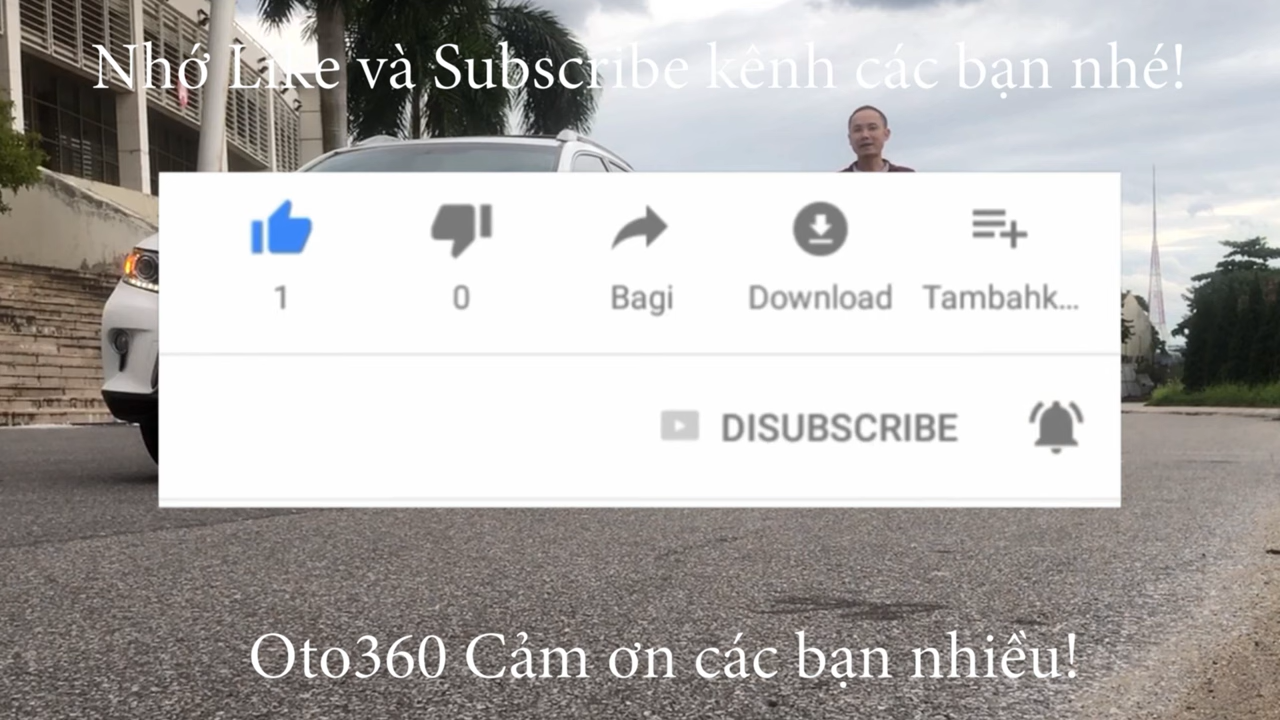 Nhớ Like và Subscribe kênh các bạn nhé!
1 0 Bagi Download Tambahk...
DISUBSCRIBE
Oto360 Cảm ơn các bạn nhiều!